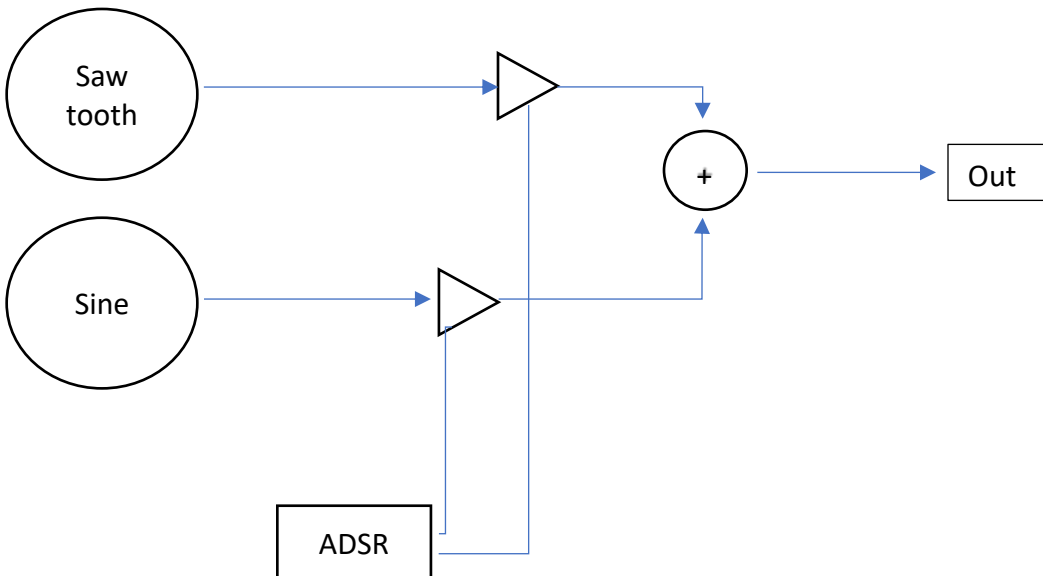 Saw
tooth
+
Out
Sine
ADSR